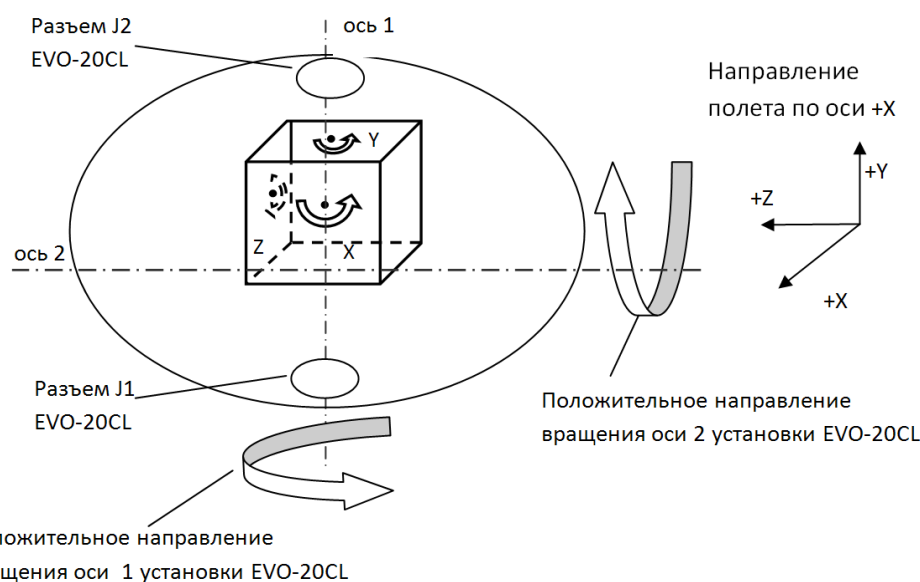 Разъем J2
EVO-20CL
ось 1
Направление
полета по оси +X
Y
+Y
+Z
ось 2
Z
X
+X
Разъем J1
EVO-20CL
Положительное направление
вращения оси 2 установки EVO-20CL
ложительное направление
щения оси 1 установки EVO-20CL